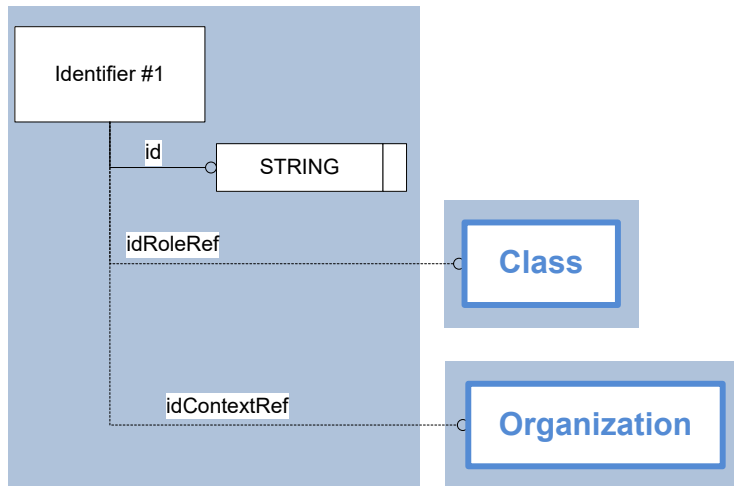 Identifier #1
id
STRING
idRoleRef
Class
idContextRef
Organization